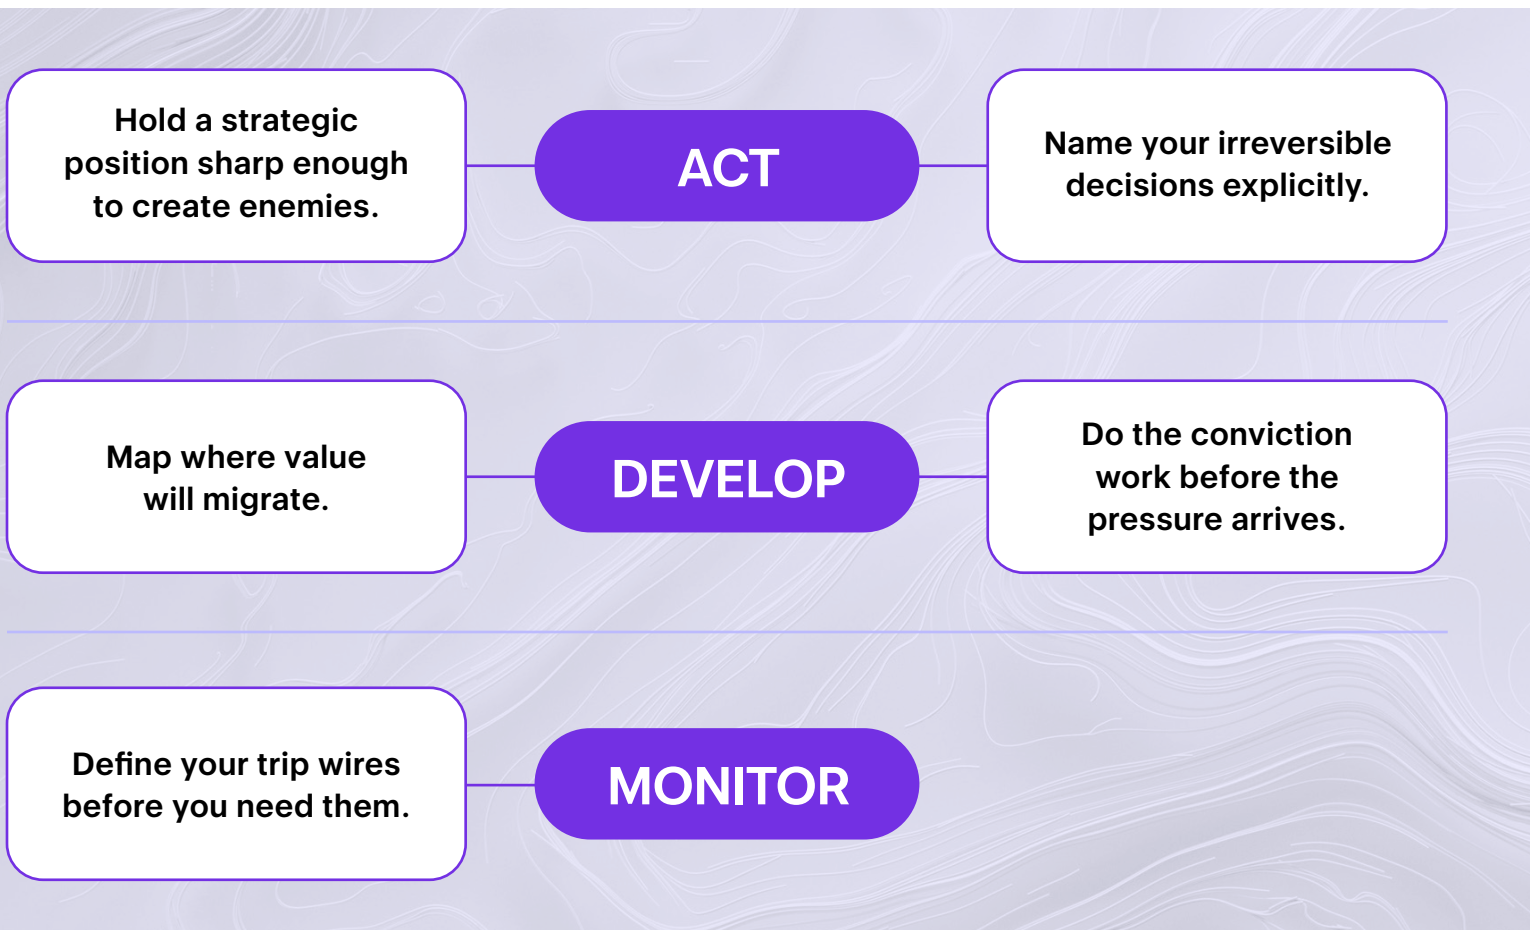 Hold a strategic
position sharp enough
to create enemies.
ACT
Name your irreversible
decisions explicitly.
Map where value
will migrate.
DEVELOP
Do the conviction
work before the
pressure arrives.
Define your trip wires
before you need them.
MONITOR